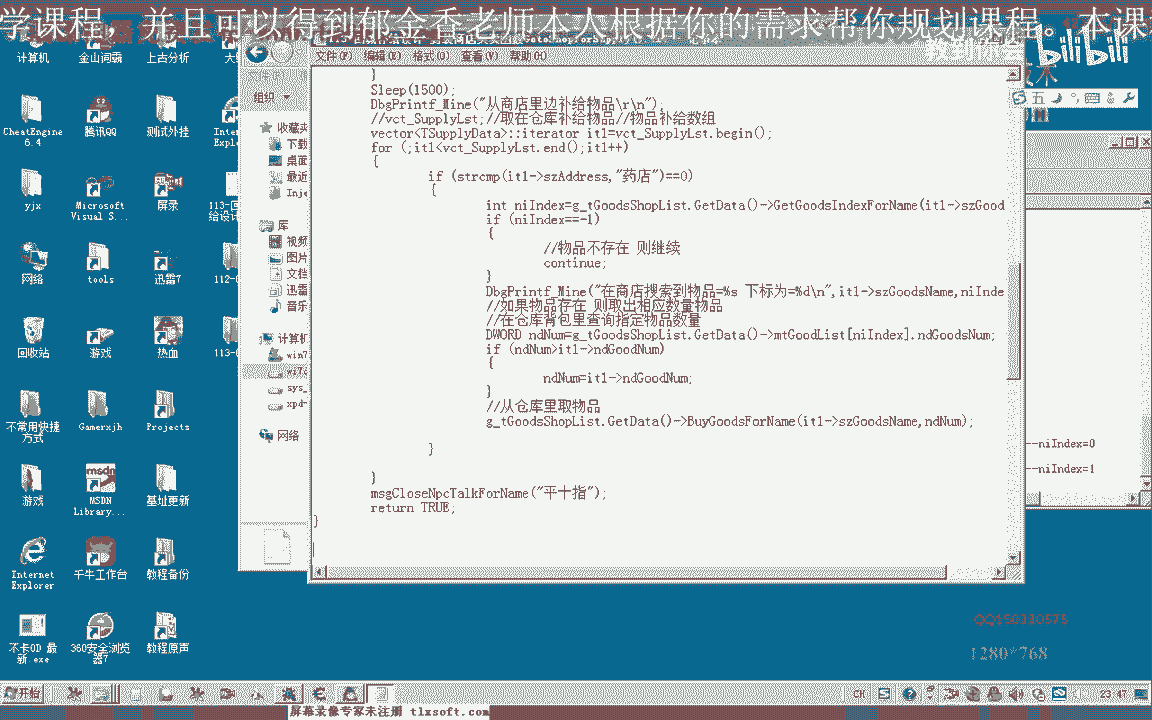 学课程，并且可以得到郁金香老师本人根据你的需求帮你规划课程。本课
bilibili
计算机
金山词霸
上古分析
CheatEngine 6.4
腾讯QQ
测试外挂
yjx
Microsoft Visual S...
屏录
网络
tools
迅雷7
回收站
游戏
热血
不常用快捷方式
Gamerxjh
Projects
游戏
MSDN Library...
基址更新
Internet Explorer
千牛工作台
教程备份
不卡OD 最新.exe
360安全浏览器7
教程原声
组织
收藏夹
下载
桌面
库
视频
图片
文档
迅雷
音乐
计算机
网络
文件(F) 编辑(E) 格式(O) 查看(V) 帮助(H)
}
Sleep(1500);
DbgPrintf_Mine("从商店里边补给物品\r\n");
//vct_SupplyLst;//取在仓库补给物品//物品补给数组
vector<TSupplyData>::iterator it1=vct_SupplyLst.begin();
for (;it1<vct_SupplyLst.end();it1++)
{
if (strcmp(it1->szAddress,"药店")==0)
{
int niIndex=g_tGoodsShopList.GetData()->GetGoodsIndexForName(it1->szGood
if (niIndex==-1)
{
//物品不存在 则继续
continue;
}
DbgPrintf_Mine("在商店搜索到物品=%s 下标为=%d\n",it1->szGoodsName,niInde
//如果物品存在 则取出相应数量物品
//在仓库背包里查询指定物品数量
DWORD ndNum=g_tGoodsShopList.GetData()->mtGoodList[niIndex].ndGoodsNum;
if (ndNum>it1->ndGoodNum)
{
ndNum=it1->ndGoodNum;
}
//从仓库里取物品
g_tGoodsShopList.GetData()->BuyGoodsForName(it1->szGoodsName,ndNum);
}
}
msgCloseNpcTalkForName("平十指");
return TRUE;
}
--niIndex=0
--niIndex=1
1280*768
开始
CH
23:47
屏幕录像专家未注册 tlxsoft.com